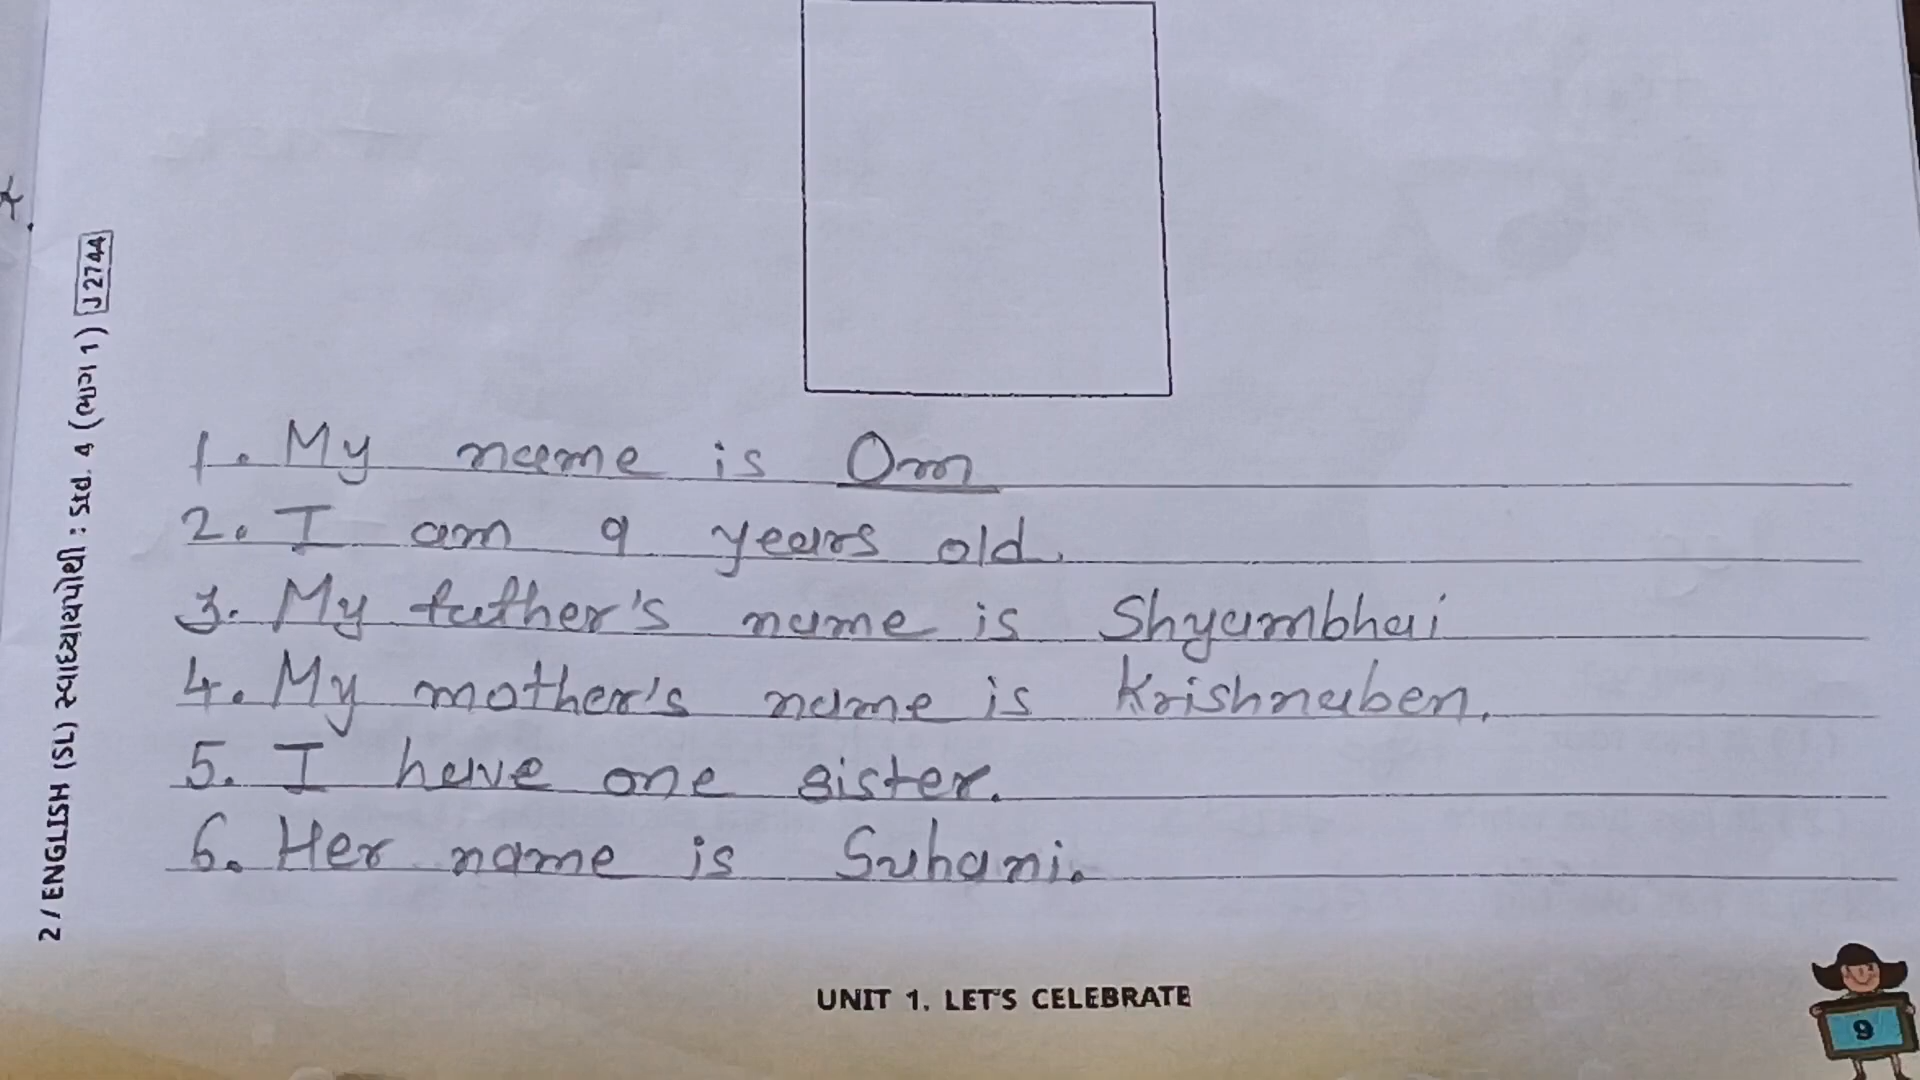 1. My name is Om
2. I am 9 years old.
3. My father's name is Shyambhai
4. My mother's name is Krishnaben.
5. I have one sister.
6. Her name is Suhani.
2 / ENGLISH (SL) સ્વાધ્યાયપોથી : Std. 4 (ભાગ 1) J 2744
UNIT 1. LET'S CELEBRATE
9